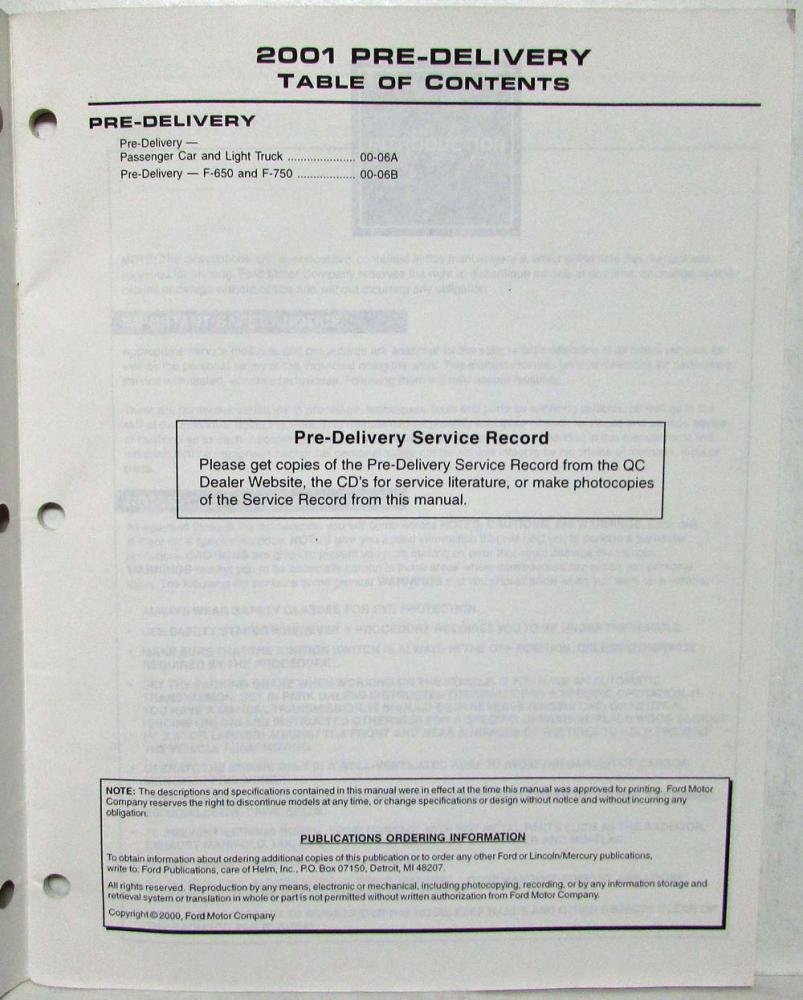 2001 PRE-DELIVERY
TABLE OF CONTENTS
PRE-DELIVERY
Pre-Delivery —
Passenger Car and Light Truck ..................... 00-06A
Pre-Delivery — F-650 and F-750 .................. 00-06B
Pre-Delivery Service Record
Please get copies of the Pre-Delivery Service Record from the QC
Dealer Website, the CD's for service literature, or make photocopies
of the Service Record from this manual.
NOTE: The descriptions and specifications contained in this manual were in effect at the time this manual was approved for printing. Ford Motor
Company reserves the right to discontinue models at any time, or change specifications or design without notice and without incurring any
obligation.
PUBLICATIONS ORDERING INFORMATION
To obtain information about ordering additional copies of this publication or to order any other Ford or Lincoln/Mercury publications,
write to: Ford Publications, care of Helm, Inc., P.O. Box 07150, Detroit, MI 48207.
All rights reserved. Reproduction by any means, electronic or mechanical, including photocopying, recording, or by any information storage and
retrieval system or translation in whole or part is not permitted without written authorization from Ford Motor Company.
Copyright © 2000, Ford Motor Company